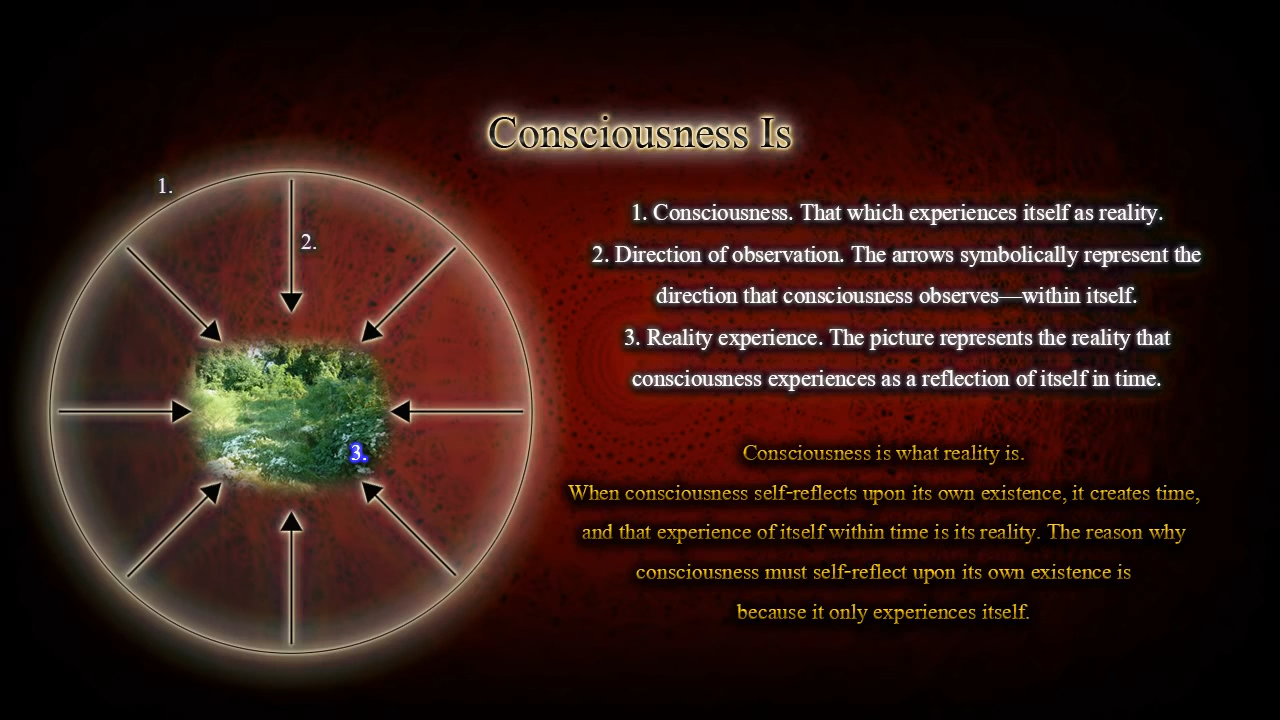 Consciousness Is
1.
2.
3.
1. Consciousness. That which experiences itself as reality.
2. Direction of observation. The arrows symbolically represent the
direction that consciousness observes—within itself.
3. Reality experience. The picture represents the reality that
consciousness experiences as a reflection of itself in time.
Consciousness is what reality is.
When consciousness self-reflects upon its own existence, it creates time,
and that experience of itself within time is its reality. The reason why
consciousness must self-reflect upon its own existence is
because it only experiences itself.